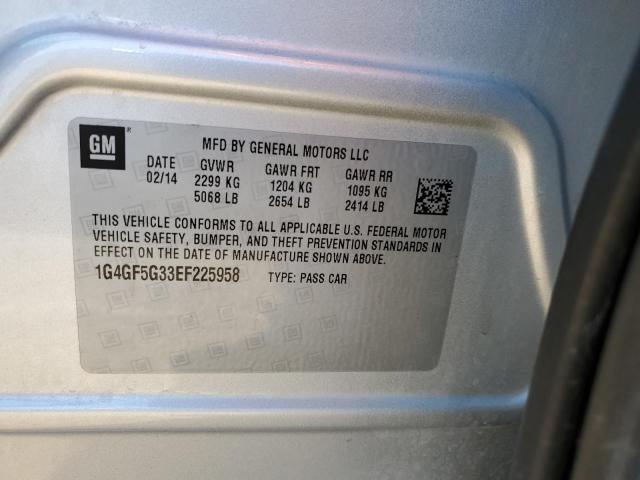 GM ®
MFD BY GENERAL MOTORS LLC
DATE GVWR GAWR FRT GAWR RR
02/14 2299 KG 1204 KG 1095 KG
5068 LB 2654 LB 2414 LB
THIS VEHICLE CONFORMS TO ALL APPLICABLE U.S. FEDERAL MOTOR
VEHICLE SAFETY, BUMPER, AND THEFT PREVENTION STANDARDS IN
EFFECT ON THE DATE OF MANUFACTURE SHOWN ABOVE.
1G4GF5G33EF225958 TYPE: PASS CAR